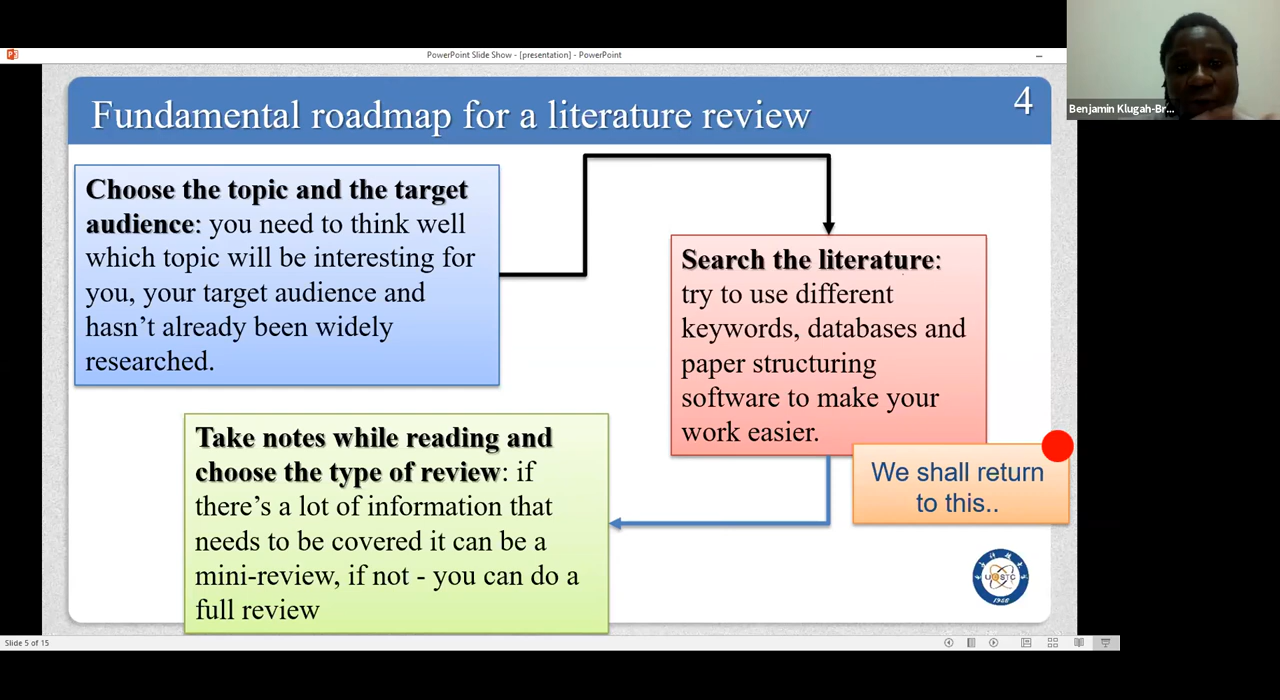 PowerPoint Slide Show - [presentation] - PowerPoint
Fundamental roadmap for a literature review
4
Benjamin Klugah-Br...
Choose the topic and the target
audience: you need to think well
which topic will be interesting for
you, your target audience and
hasn't already been widely
researched.
Search the literature:
try to use different
keywords, databases and
paper structuring
software to make your
work easier.
We shall return
to this..
Take notes while reading and
choose the type of review: if
there's a lot of information that
needs to be covered it can be a
mini-review, if not - you can do a
full review
1956
Slide 5 of 15